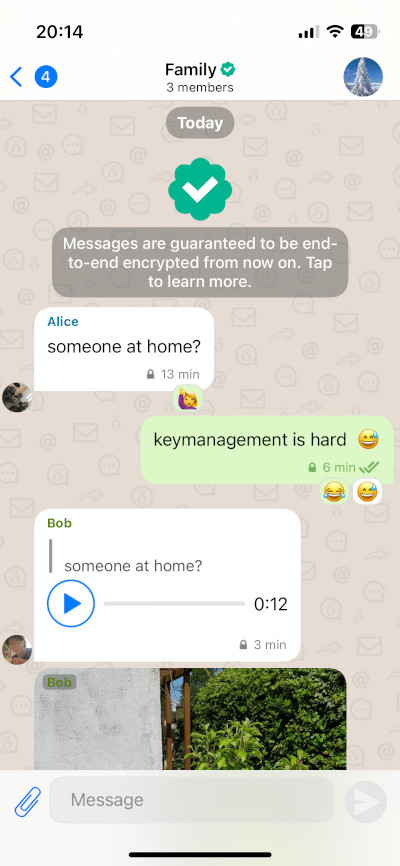 20:14
49
4
Family
3 members
Today
Messages are guaranteed to be end-
to-end encrypted from now on. Tap
to learn more.
Alice
someone at home?
13 min
keymanagement is hard 😅
6 min
Bob
someone at home?
0:12
3 min
Bob
Message